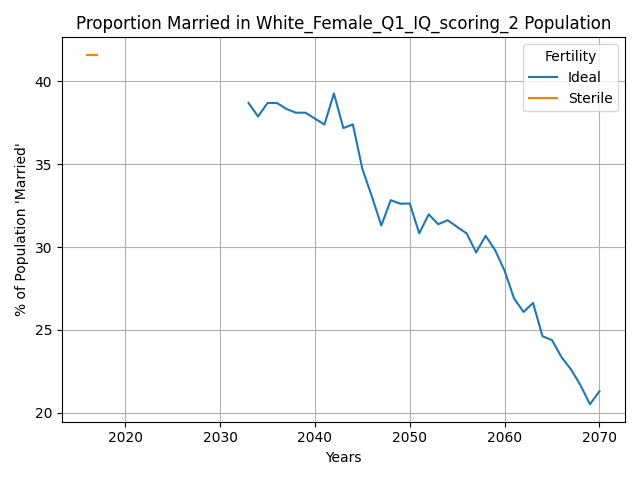 Proportion Married in White_Female_Q1_IQ_scoring_2 Population
Fertility
Ideal
Sterile
% of Population 'Married'
40
35
30
25
20
2020
2030
2040
2050
2060
2070
Years